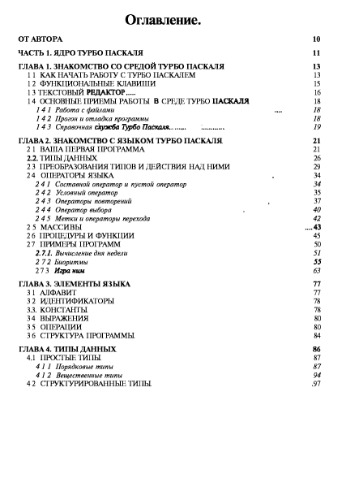 Оглавление.
ОТ АВТОРА 10
ЧАСТЬ 1. ЯДРО ТУРБО ПАСКАЛЯ 11
ГЛАВА 1. ЗНАКОМСТВО СО СРЕДОЙ ТУРБО ПАСКАЛЯ 13
1 1 КАК НАЧАТЬ РАБОТУ С ТУРБО ПАСКАЛЕМ 13
1 2 ФУНКЦИОНАЛЬНЫЕ КЛАВИШИ 15
1 3 ТЕКСТОВЫЙ РЕДАКТОР..... 16
1 4 ОСНОВНЫЕ ПРИЕМЫ РАБОТЫ В СРЕДЕ ТУРБО ПАСКАЛЯ 18
1 4 1 Работа с файлами .... 18
1 4 2 Прогон и отладка программы 18
1 4 3 Справочная служба Турбо Паскаля........ ...... 19
ГЛАВА 2. ЗНАКОМСТВО С ЯЗЫКОМ ТУРБО ПАСКАЛЯ. 21
2 1 ВАША ПЕРВАЯ ПРОГРАММА 21
2.2. ТИПЫ ДАННЫХ 26
2 3 ПРЕОБРАЗОВАНИЯ ТИПОВ И ДЕЙСТВИЯ НАД НИМИ 29
2 4 ОПЕРАТОРЫ ЯЗЫКА . 34
2 4 1 Составной оператор и пустой оператор 34
2 4 2 Условный оператор 35
2 4 3 Операторы повторений . 37
2 4 4 Оператор выбора . 40
2 4 5 Метки и операторы перехода 42
2 5 МАССИВЫ ....43
2 6 ПРОЦЕДУРЫ И ФУНКЦИИ 45
2 7 ПРИМЕРЫ ПРОГРАММ 50
2.7.1. Вычисление дня недели 51
2 7 2 Биоритмы 55
2 7 3 Игра ним 63
ГЛАВА 3. ЭЛЕМЕНТЫ ЯЗЫКА 77
3 1 АЛФАВИТ 77
3 2 ИДЕНТИФИКАТОРЫ 78
3.3. КОНСТАНТЫ 78
3 4 ВЫРАЖЕНИЯ 80
3 5 ОПЕРАЦИИ 80
3 6 СТРУКТУРА ПРОГРАММЫ 84
ГЛАВА 4. ТИПЫ ДАННЫХ 86
4.1 ПРОСТЫЕ ТИПЫ 87
4 1 1 Порядковые типы 87
4 1 2 Вещественные типы 94
4 2 СТРУКТУРИРОВАННЫЕ ТИПЫ. .97